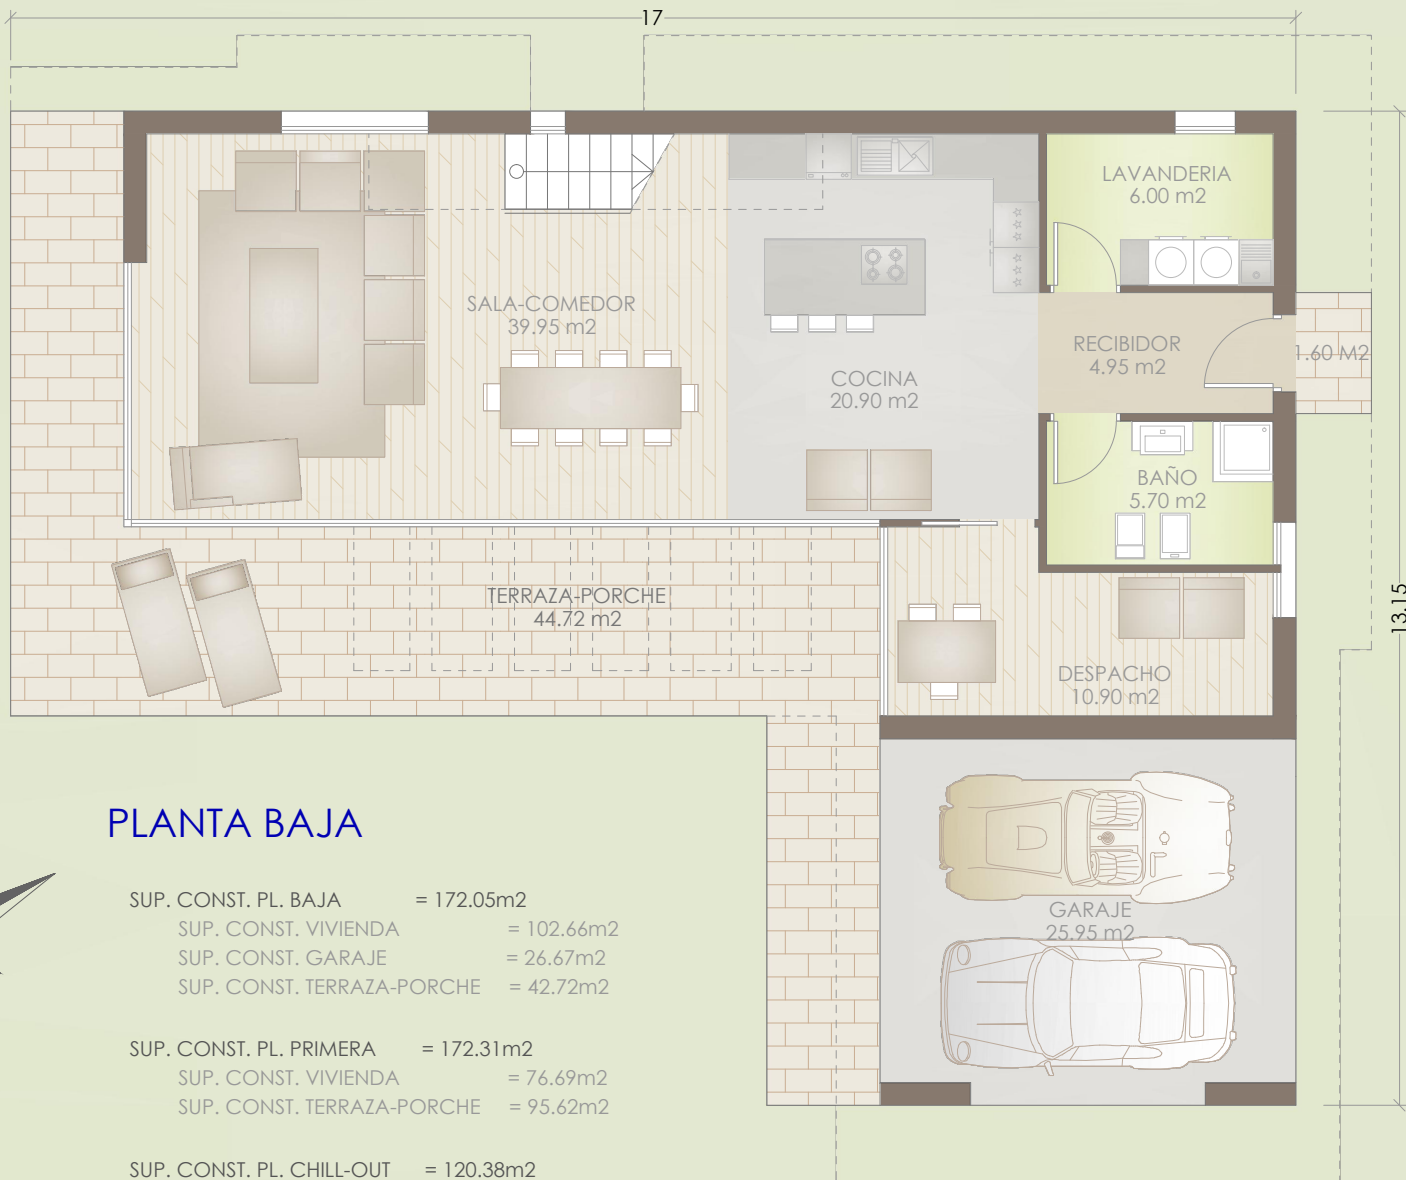 17
LAVANDERIA
6.00 m2
SALA-COMEDOR
39.95 m2
RECIBIDOR
4.95 m2
1.60 M2
COCINA
20.90 m2
BAÑO
5.70 m2
TERRAZA-PORCHE
44.72 m2
13.15
DESPACHO
10.90 m2
GARAJE
25.95 m2
PLANTA BAJA
SUP. CONST. PL. BAJA = 172.05m2
SUP. CONST. VIVIENDA = 102.66m2
SUP. CONST. GARAJE = 26.67m2
SUP. CONST. TERRAZA-PORCHE = 42.72m2
SUP. CONST. PL. PRIMERA = 172.31m2
SUP. CONST. VIVIENDA = 76.69m2
SUP. CONST. TERRAZA-PORCHE = 95.62m2
SUP. CONST. PL. CHILL-OUT = 120.38m2